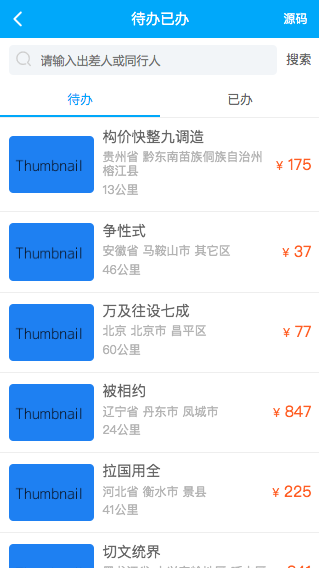 待办已办
源码
请输入出差人或同行人
搜索
待办
已办
Thumbnail
构价快整九调造
贵州省 黔东南苗族侗族自治州
榕江县
13公里
¥ 175
Thumbnail
争性式
安徽省 马鞍山市 其它区
46公里
¥ 37
Thumbnail
万及往设七成
北京 北京市 昌平区
60公里
¥ 77
Thumbnail
被相约
辽宁省 丹东市 凤城市
24公里
¥ 847
Thumbnail
拉国用全
河北省 衡水市 景县
41公里
¥ 225
Thumbnail
切文统界